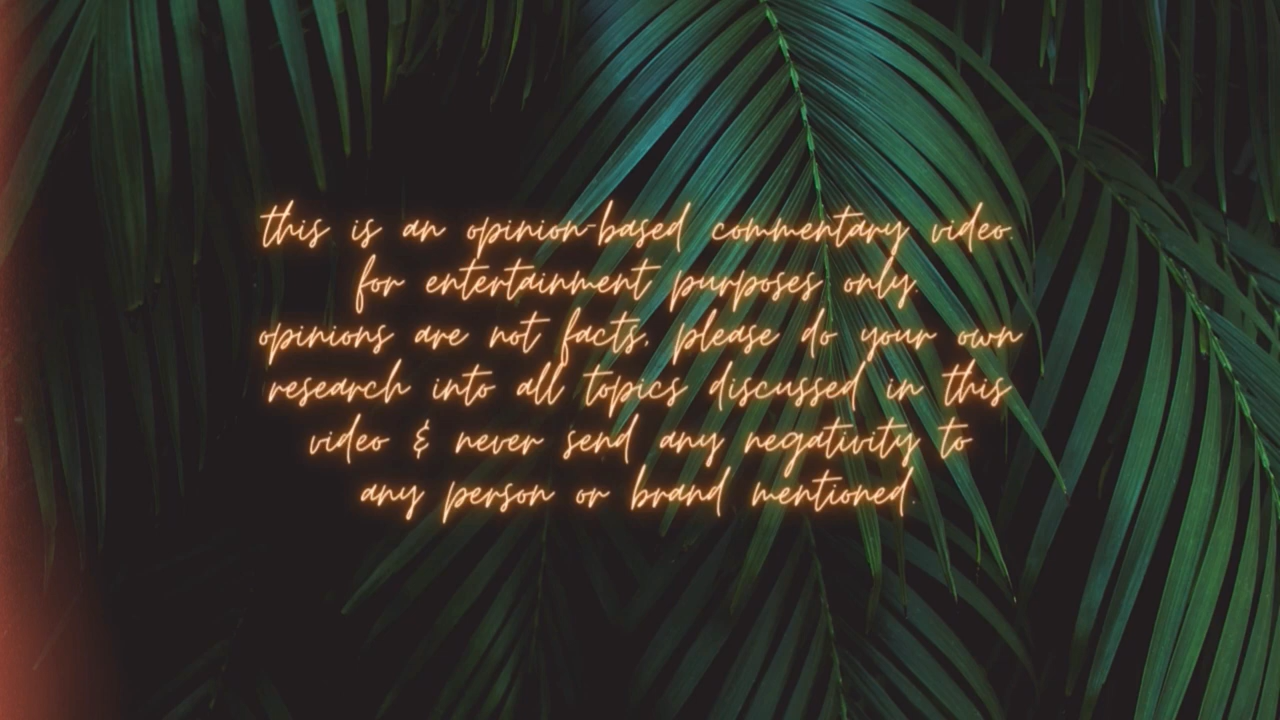 this is an opinion-based commentary video.
for entertainment purposes only.
opinions are not facts, please do your own
research into all topics discussed in this
video & never send any negativity to
any person or brand mentioned.